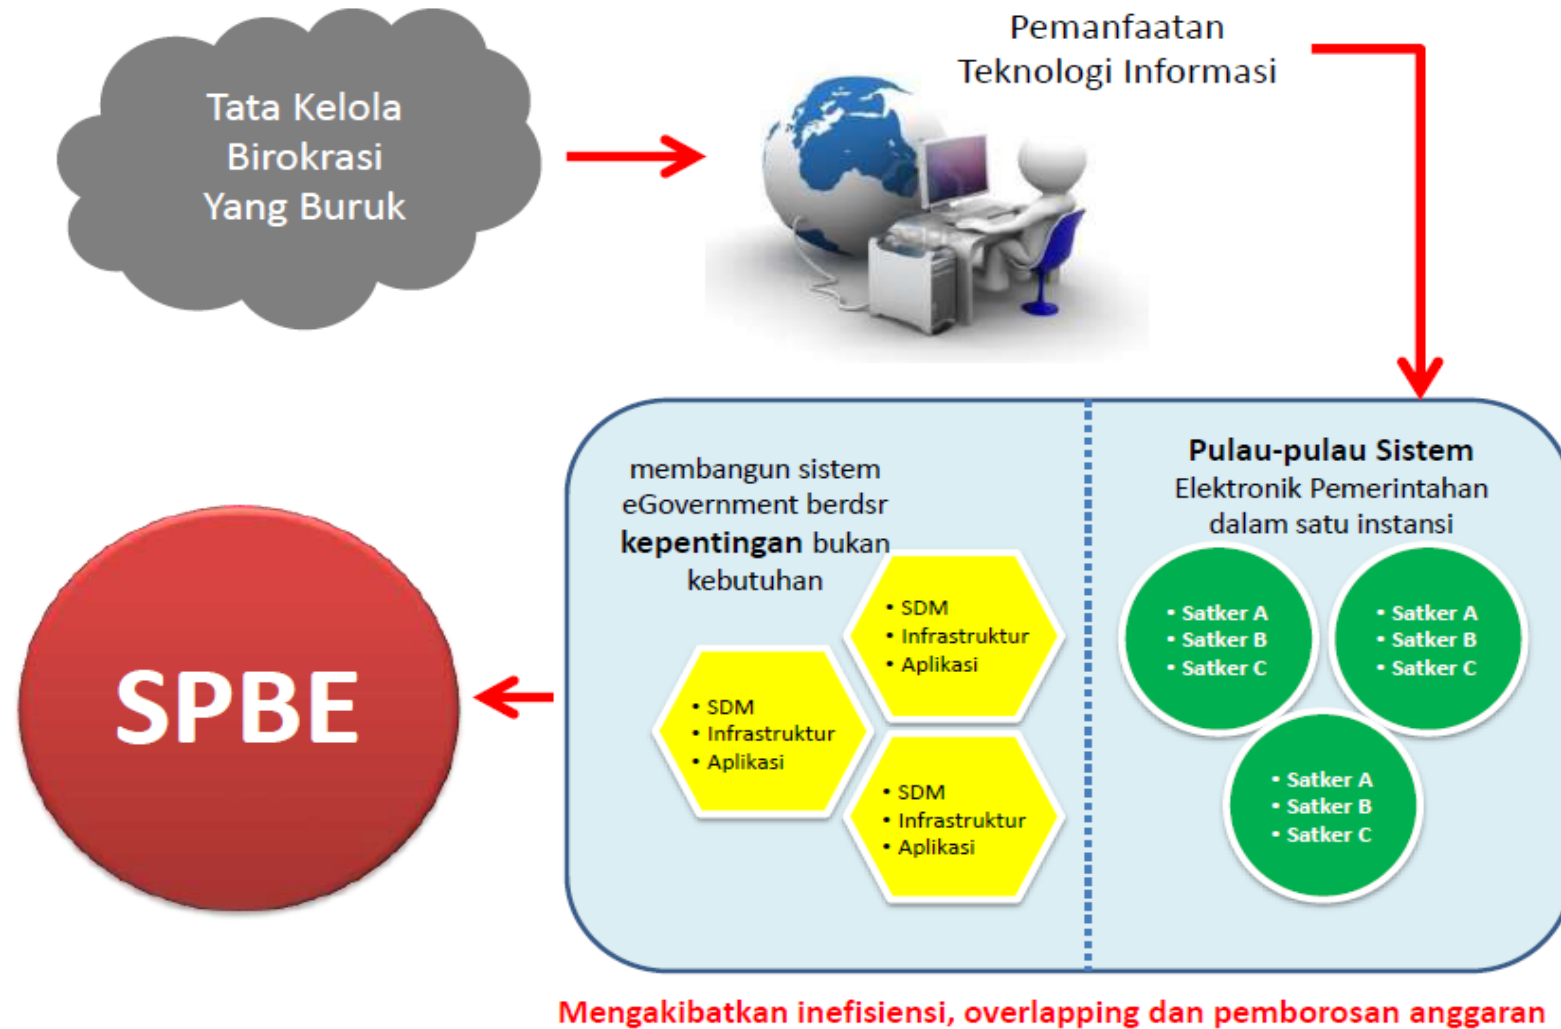 Tata Kelola
Birokrasi
Yang Buruk
Pemanfaatan
Teknologi Informasi
membangun sistem
eGovernment berdsr
kepentingan bukan
kebutuhan
• SDM
• Infrastruktur
• Aplikasi
• SDM
• Infrastruktur
• Aplikasi
• SDM
• Infrastruktur
• Aplikasi
Pulau-pulau Sistem
Elektronik Pemerintahan
dalam satu instansi
• Satker A
• Satker B
• Satker C
• Satker A
• Satker B
• Satker C
• Satker A
• Satker B
• Satker C
SPBE
Mengakibatkan inefisiensi, overlapping dan pemborosan anggaran